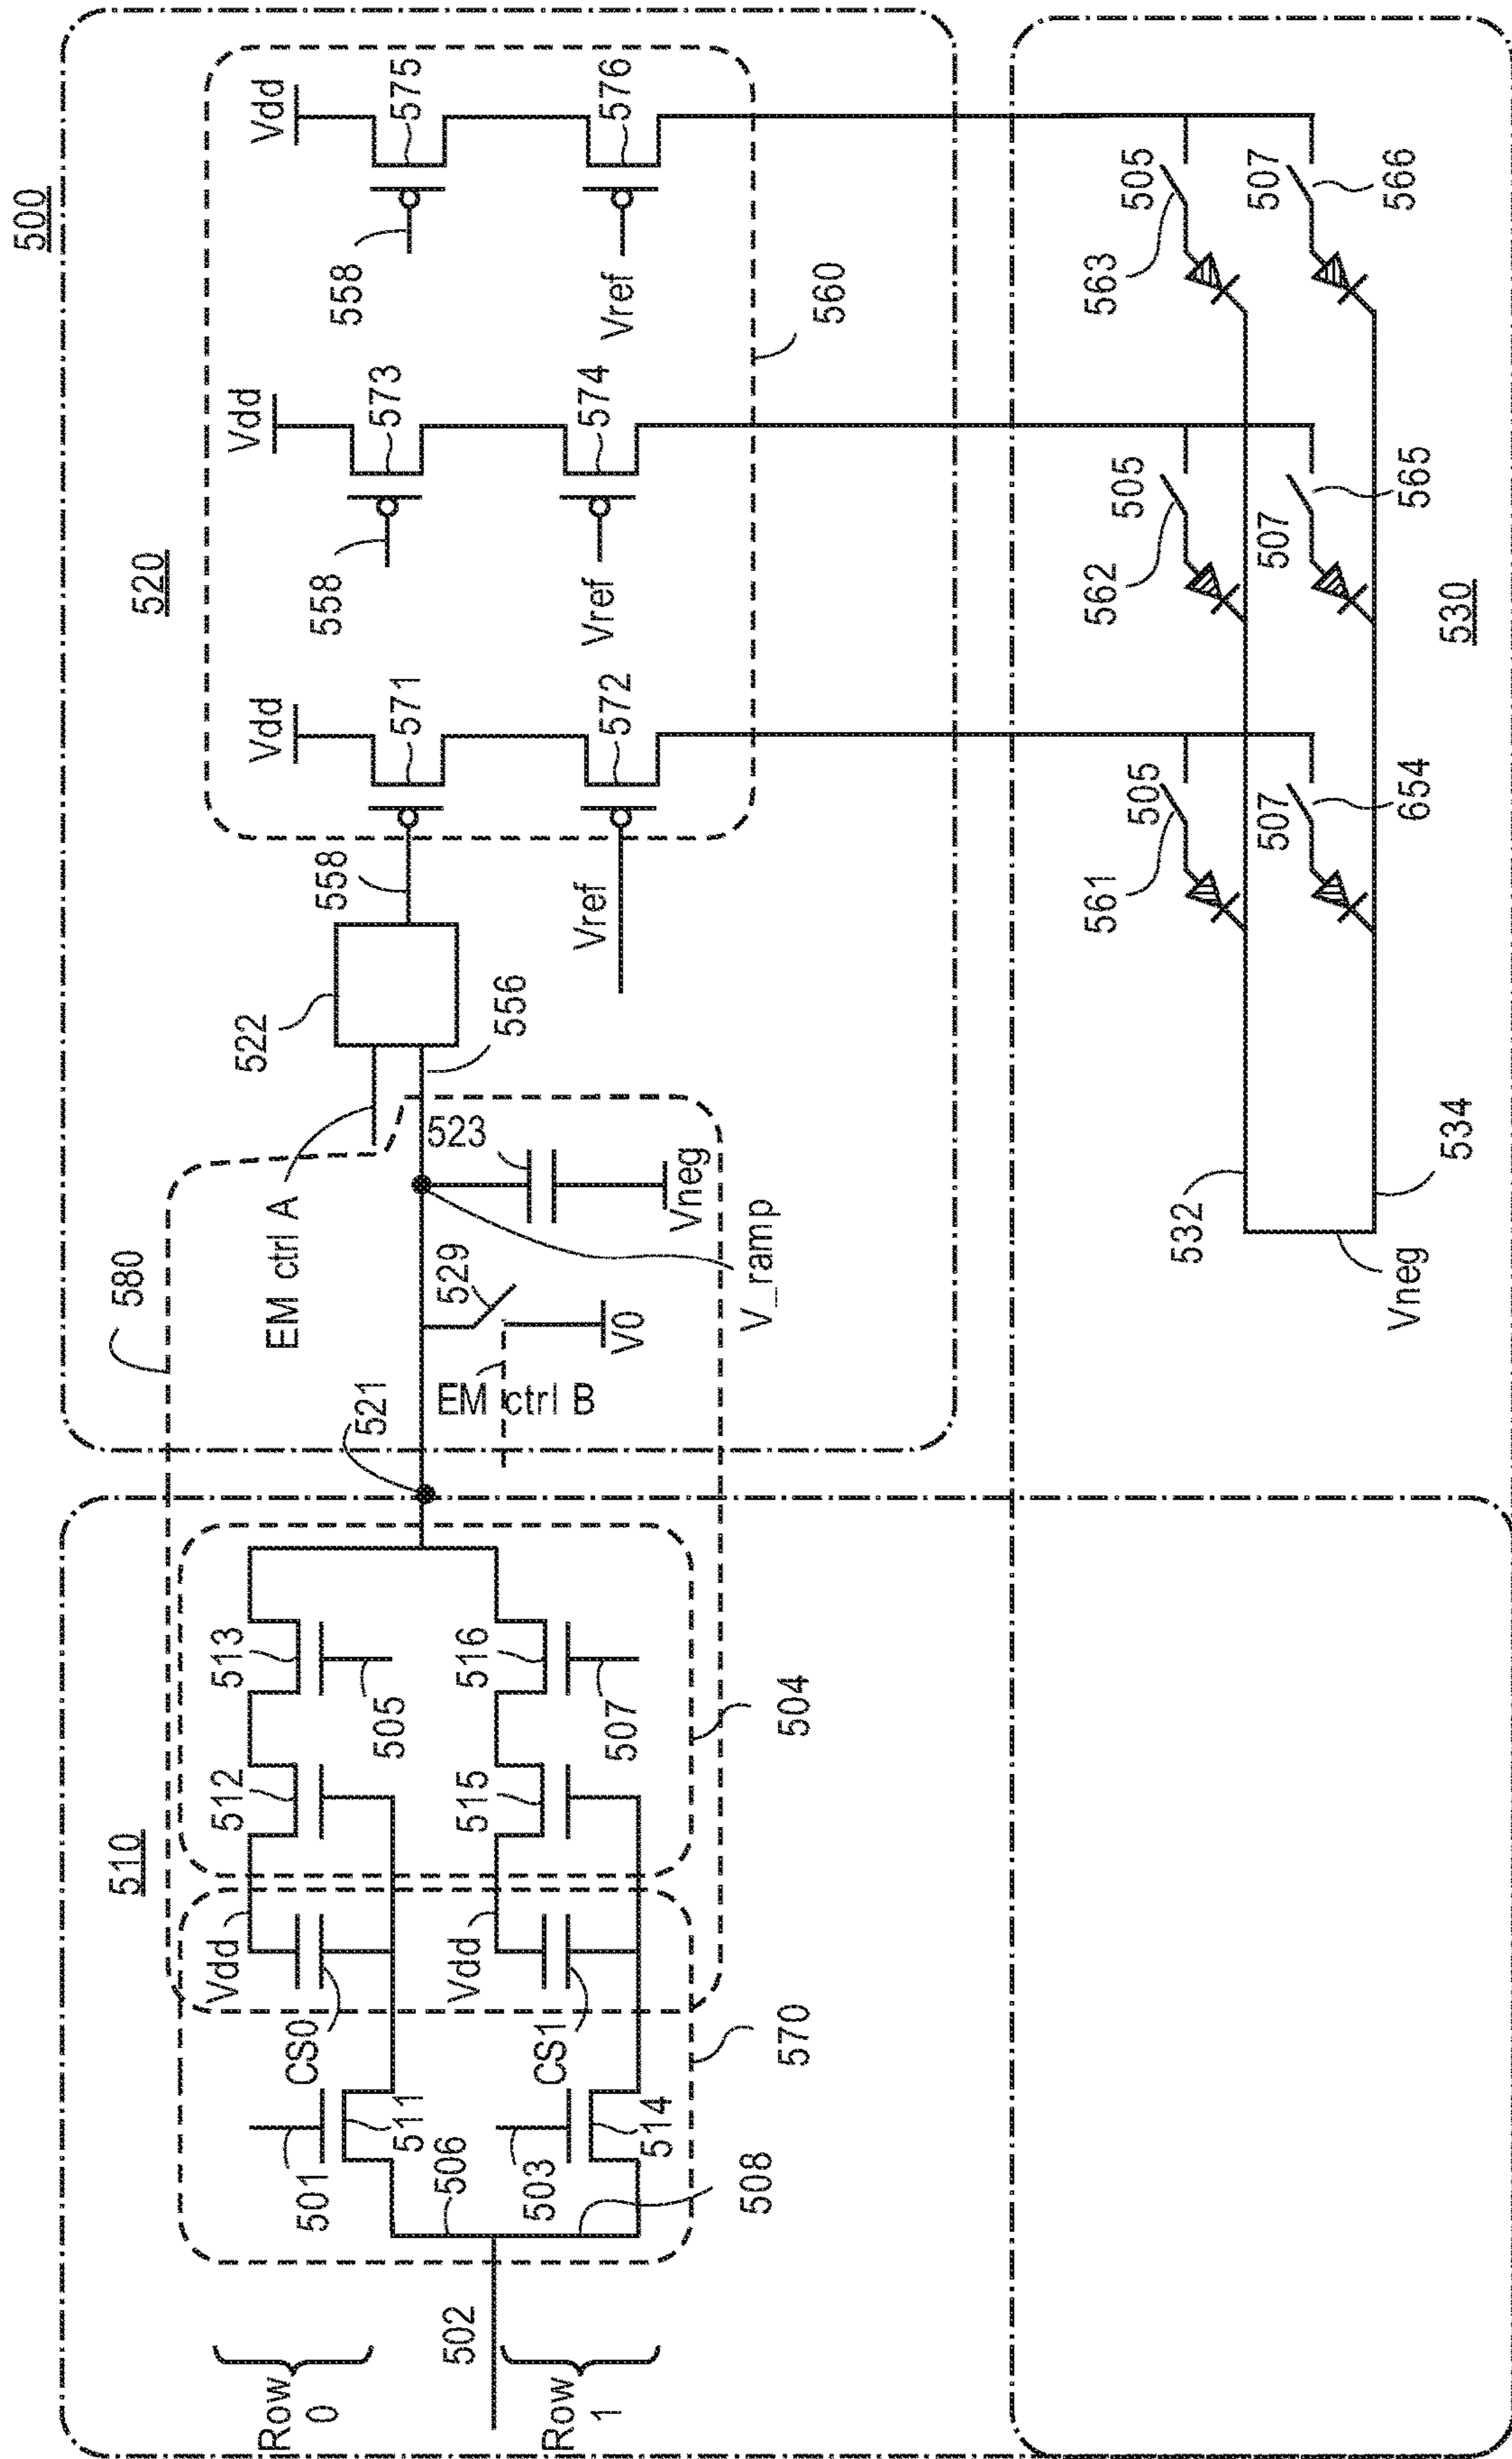 500
520
Vdd
575
558
576
Vref
Vdd
573
558
574
Vref
560
Vdd
571
558
572
Vref
522
556
EM ctrl A
580
523
Vneg
V_ramp
529
V0
EM ctrl B
521
510
513
505
516
507
504
512
515
Vdd
CS0
Vdd
CS1
570
501
511
506
503
514
508
502
Row
0
Row
1
505
563
507
566
505
562
507
565
505
561
507
654
530
532
534
Vneg